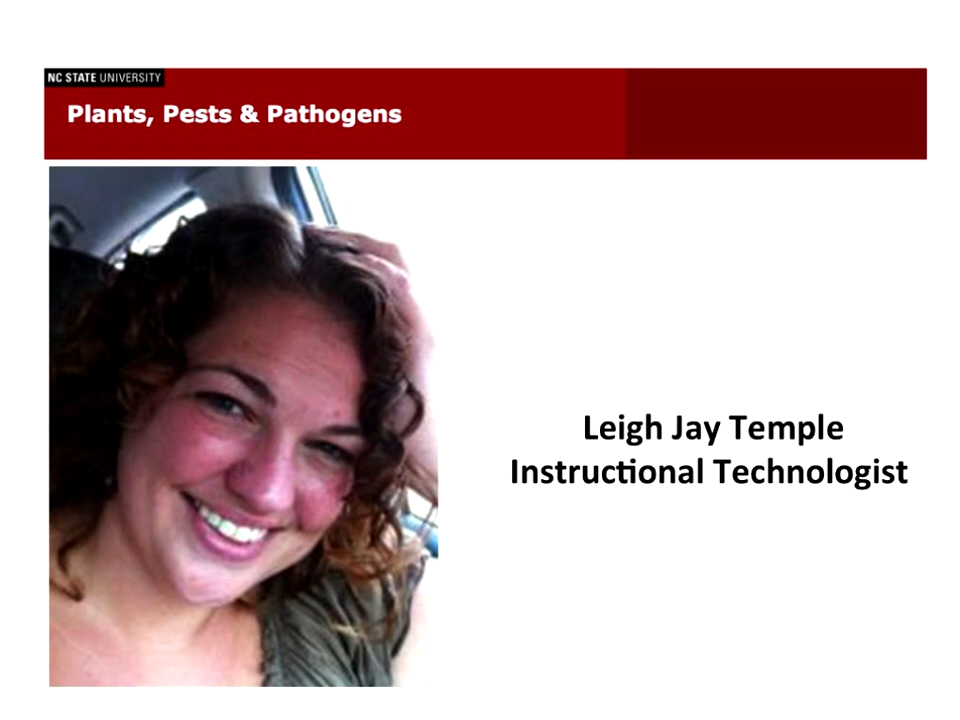 NC STATE UNIVERSITY
Plants, Pests & Pathogens
Leigh Jay Temple
Instructional Technologist